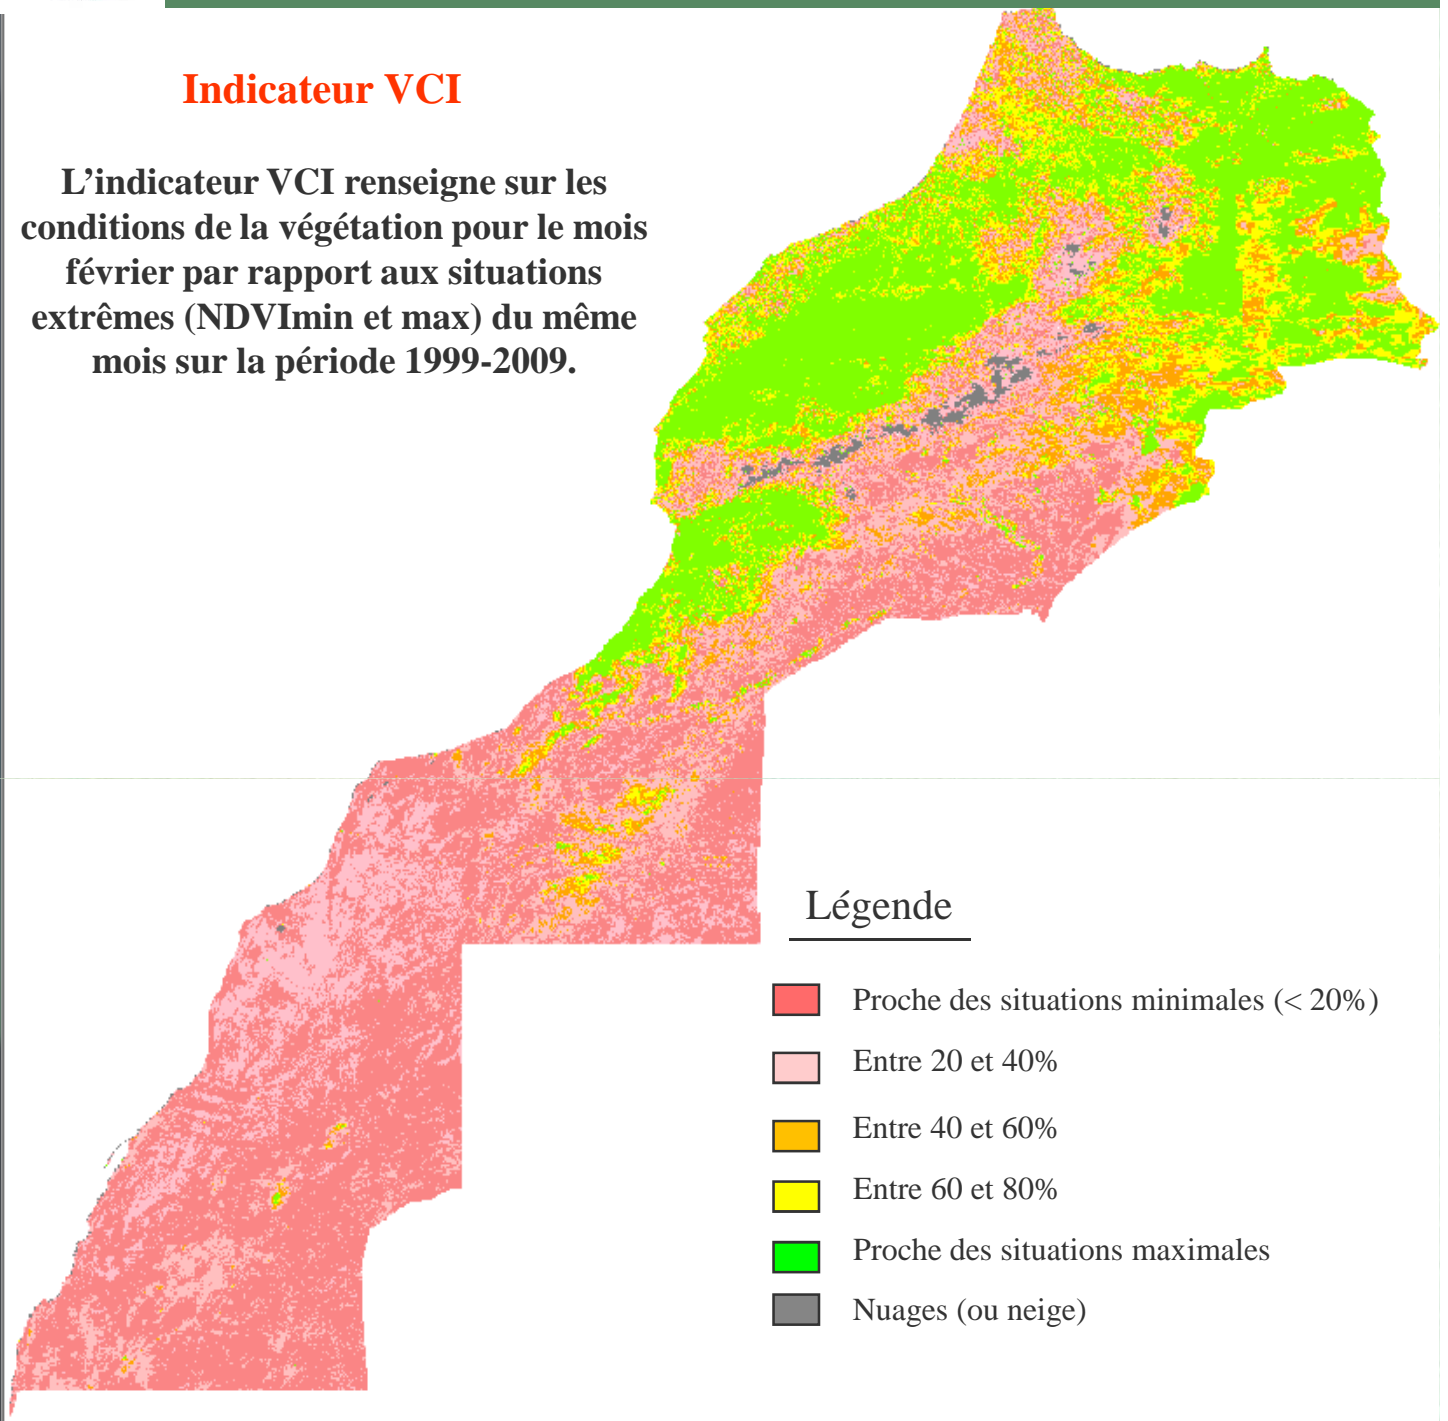 Indicateur VCI
L’indicateur VCI renseigne sur les
conditions de la végétation pour le mois
février par rapport aux situations
extrêmes (NDVImin et max) du même
mois sur la période 1999-2009.
Légende
Proche des situations minimales (< 20%)
Entre 20 et 40%
Entre 40 et 60%
Entre 60 et 80%
Proche des situations maximales
Nuages (ou neige)